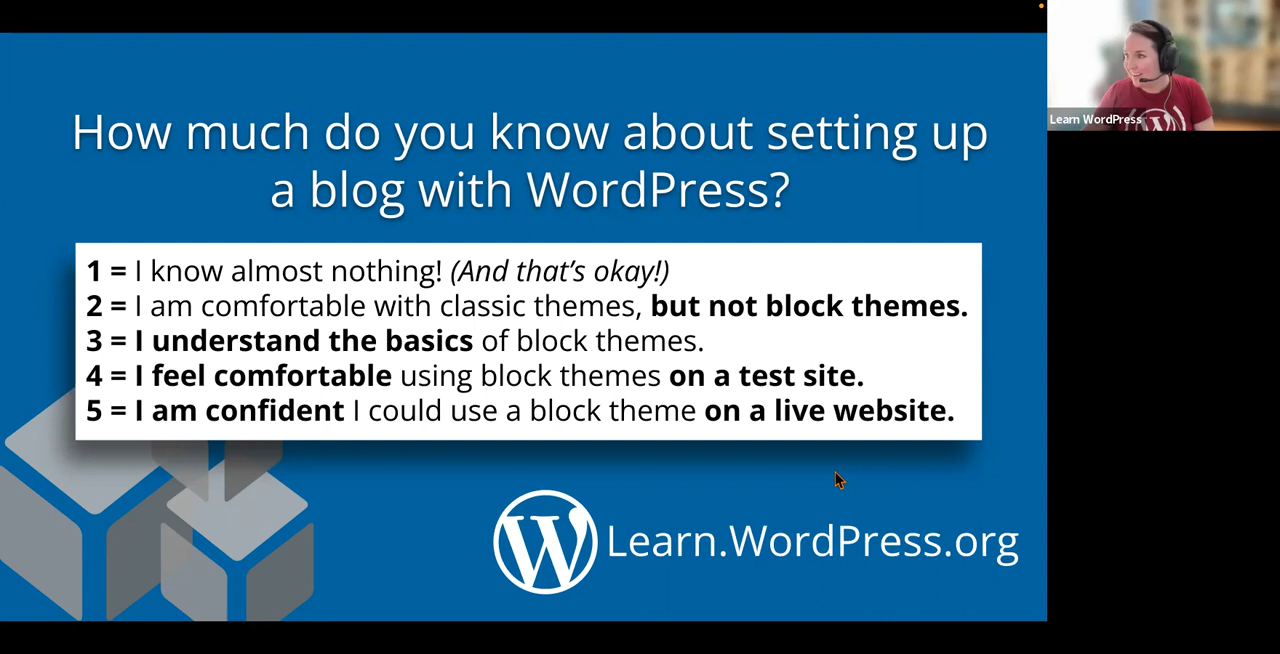 How much do you know about setting up
a blog with WordPress?
1 = I know almost nothing! (And that’s okay!)
2 = I am comfortable with classic themes, but not block themes.
3 = I understand the basics of block themes.
4 = I feel comfortable using block themes on a test site.
5 = I am confident I could use a block theme on a live website.
Learn.WordPress.org
Learn WordPress